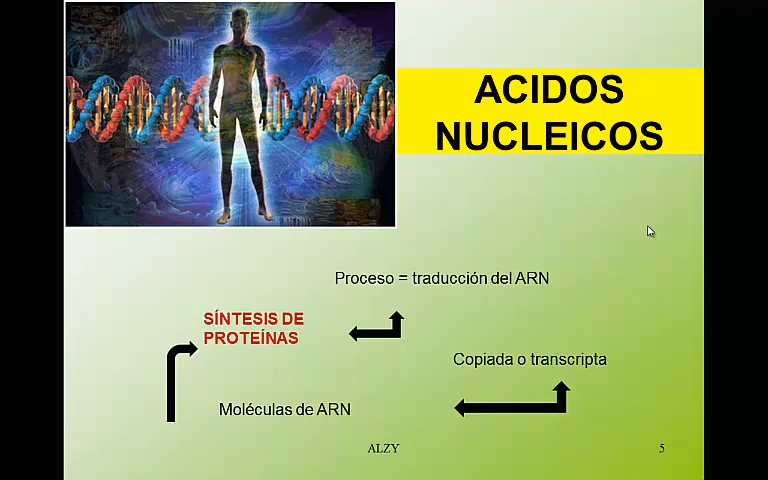 ACIDOS
NUCLEICOS
Proceso = traducción del ARN
SÍNTESIS DE
PROTEÍNAS
Copiada o transcripta
Moléculas de ARN
ALZY
5